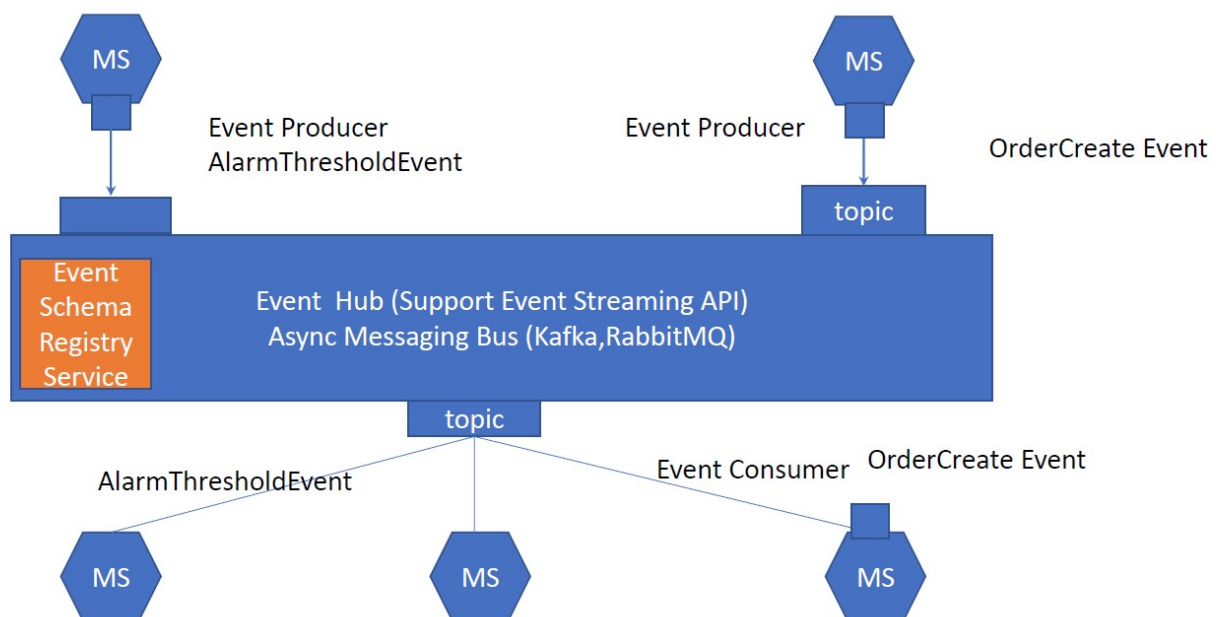 MS
MS
Event Producer
AlarmThresholdEvent
Event Producer
OrderCreate Event
topic
Event
Schema
Registry
Service
Event Hub (Support Event Streaming API)
Async Messaging Bus (Kafka,RabbitMQ)
topic
AlarmThresholdEvent
Event Consumer
OrderCreate Event
MS
MS
MS